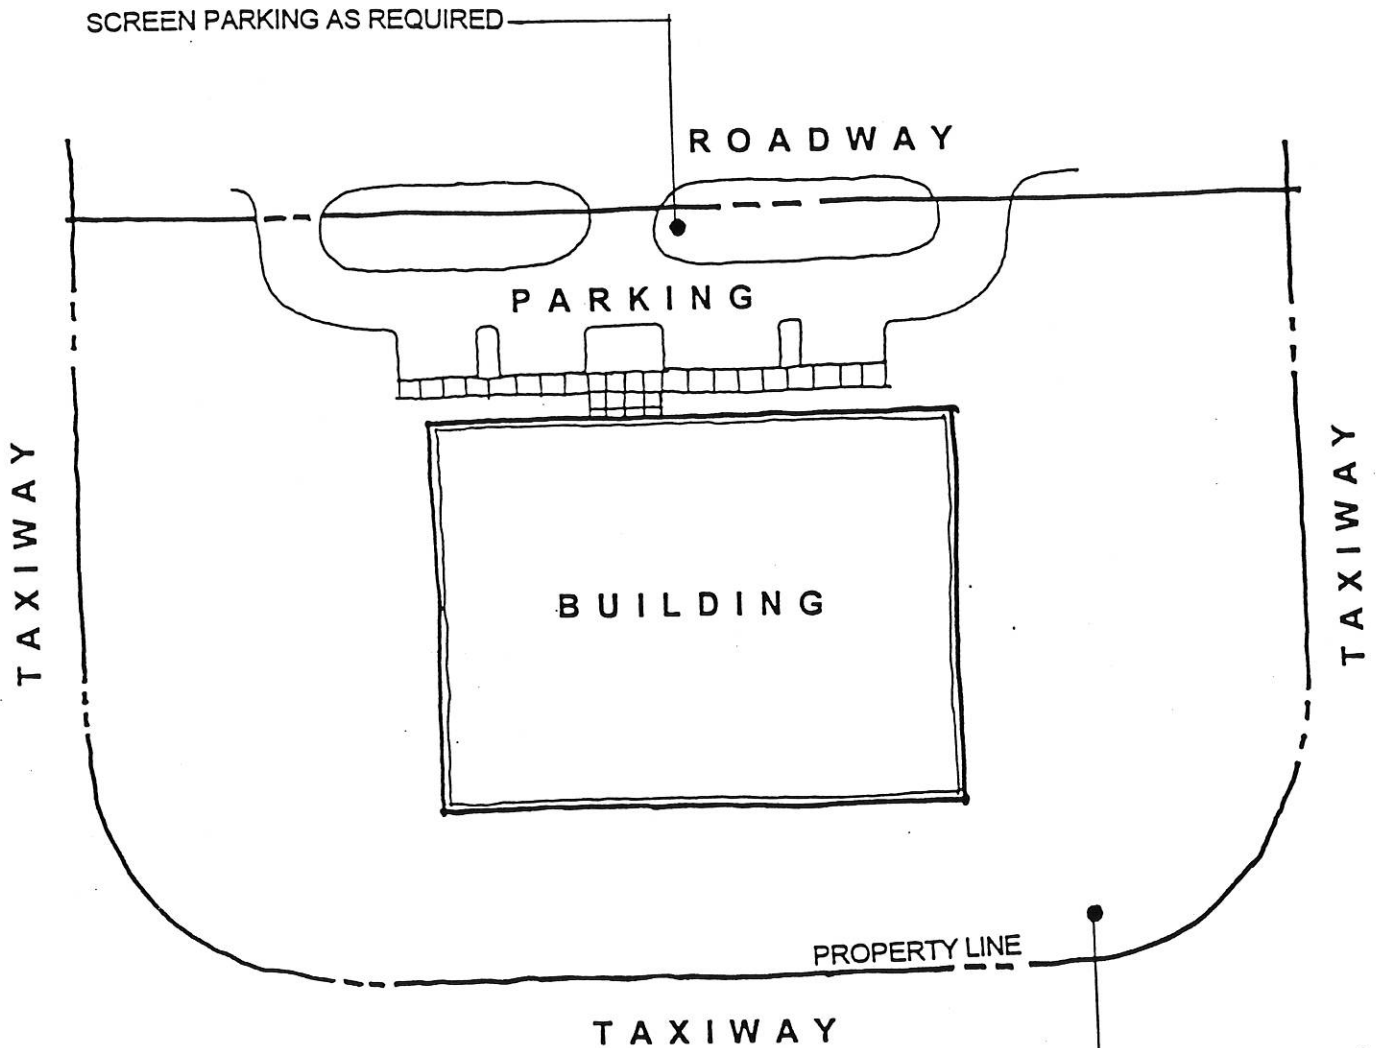 SCREEN PARKING AS REQUIRED
ROADWAY
PARKING
TAXIWAY
TAXIWAY
BUILDING
PROPERTY LINE
TAXIWAY